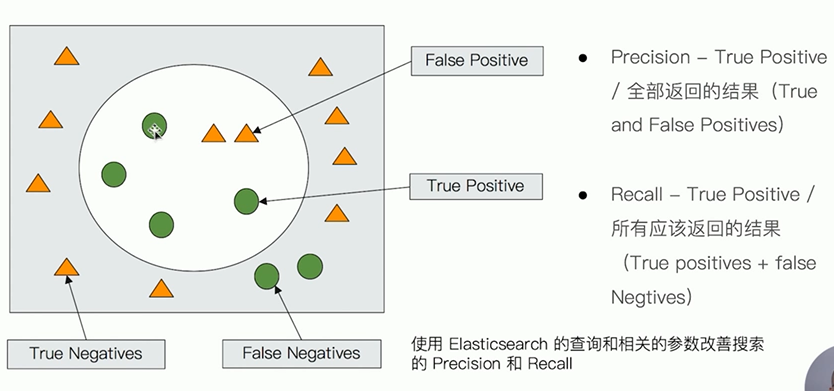 False Positive
True Positive
True Negatives
False Negatives
● Precision – True Positive
/ 全部返回的结果（True
and False Positives）
● Recall – True Positive /
所有应该返回的结果
（True positives + false
Negtives）
使用 Elasticsearch 的查询和相关的参数改善搜索
的 Precision 和 Recall